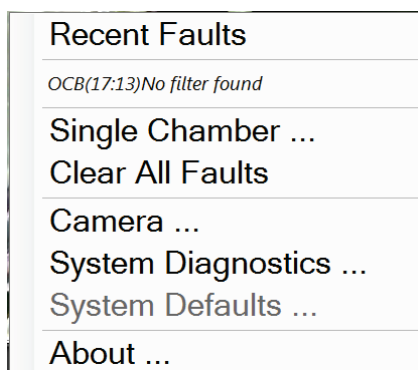 Recent Faults
OCB(17:13)No filter found
Single Chamber ...
Clear All Faults
Camera ...
System Diagnostics ...
System Defaults ...
About ...